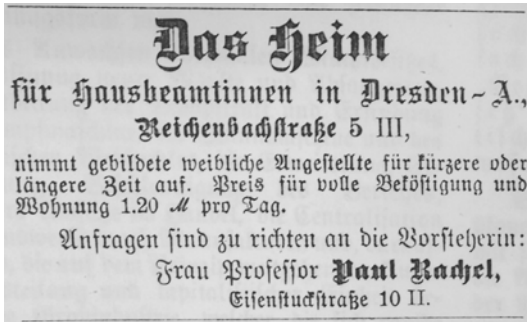 Das Heim
für Hausbeamtinnen in Dresden-A.,
Reichenbachstraße 5 III,
nimmt gebildete weibliche Angestellte für kürzere oder
längere Zeit auf. Preis für volle Beköstigung und
Wohnung 1.20 ℳ pro Tag.
Anfragen sind zu richten an die Vorsteherin:
Frau Professor Paul Rachel,
Eisenstuckstraße 10 II.